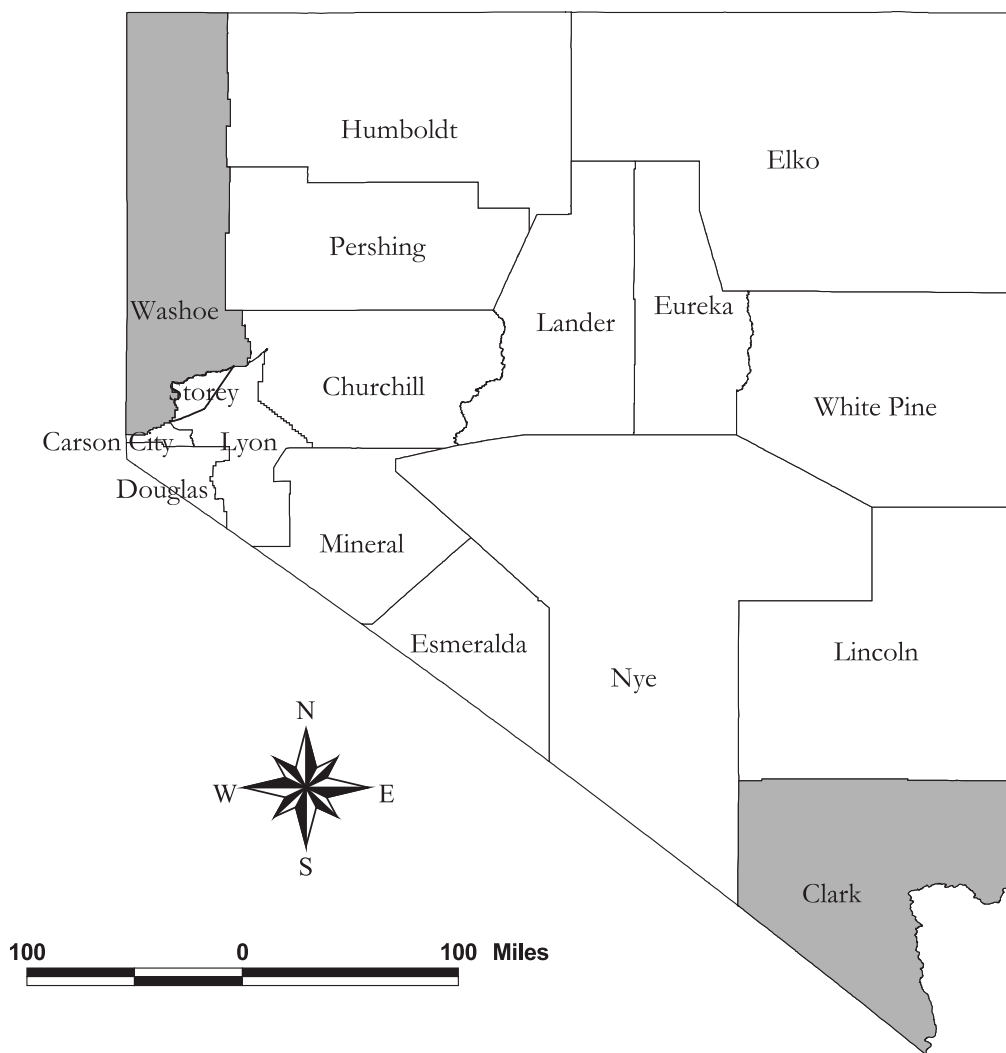 Humboldt
Elko
Pershing
Washoe
Eureka
Lander
Storey
Churchill
White Pine
Carson City
Lyon
Douglas
Mineral
Esmeralda
Lincoln
Nye
N
W
E
S
Clark
100 0 100 Miles